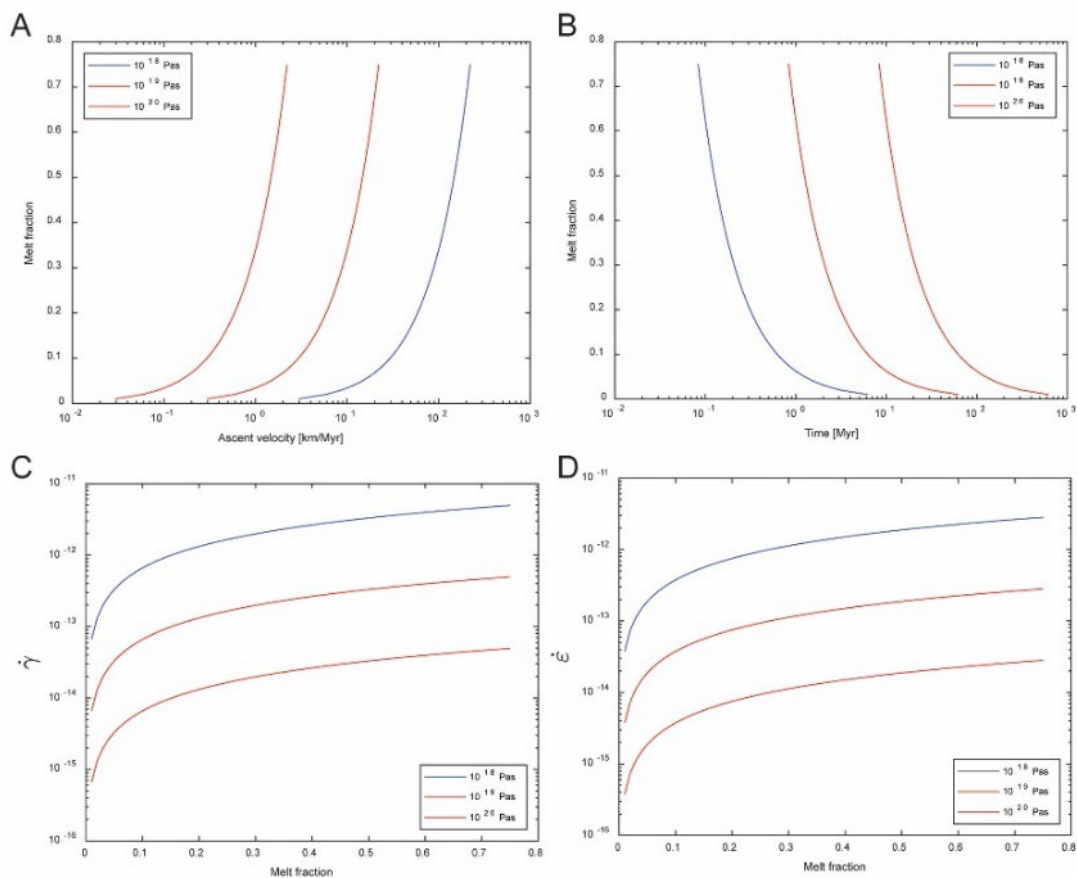 A
0.8
0.7
0.6
0.5
0.4
0.3
0.2
0.1
0
Melt fraction
10 18 Pas
10 19 Pas
10 20 Pas
10 -2
10 -1
10 0
10 1
10 2
10 3
Ascent velocity [km/Myr]
B
0.8
0.7
0.6
0.5
0.4
0.3
0.2
0.1
0
Melt fraction
10 18 Pas
10 18 Pas
10 26 Pas
10 -2
10 -1
10 0
10 1
10 2
10 3
Time [Myr]
C
10 -11
10 -12
10 -13
10 -14
10 -15
10 -16
γ̇
10 18 Pas
10 19 Pas
10 26 Pas
0 0.1 0.2 0.3 0.4 0.5 0.6 0.7 0.8
Melt fraction
D
10 -11
10 -12
10 -13
10 -14
10 -15
10 -16
ε̇
10 18 Pas
10 19 Pas
10 20 Pas
0 0.1 0.2 0.3 0.4 0.5 0.6 0.7 0.8
Melt fraction